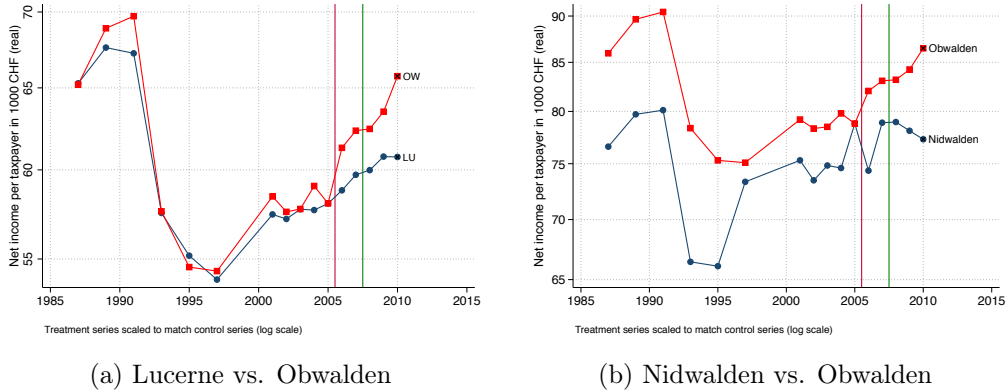 Net income per taxpayer in 1000 CHF (real)
70
65
60
55
OW
LU
1985 1990 1995 2000 2005 2010 2015
Treatment series scaled to match control series (log scale)
(a) Lucerne vs. Obwalden
Net income per taxpayer in 1000 CHF (real)
90
85
80
75
70
65
Obwalden
Nidwalden
1985 1990 1995 2000 2005 2010 2015
Treatment series scaled to match control series (log scale)
(b) Nidwalden vs. Obwalden